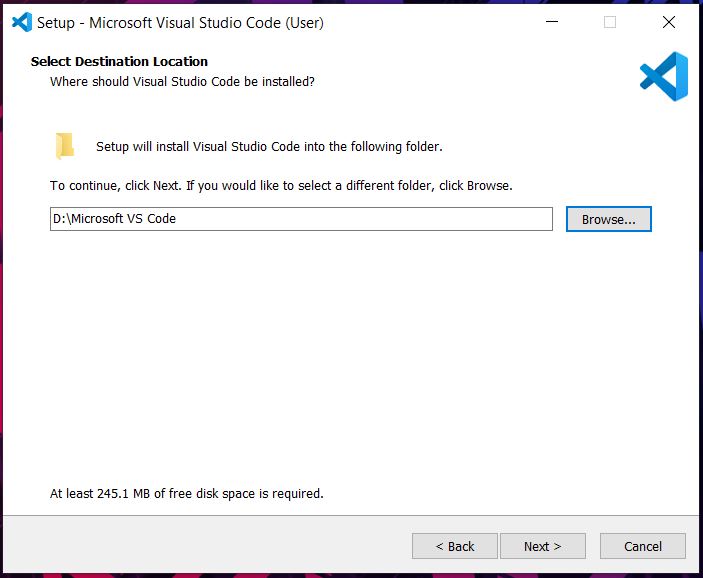 Setup - Microsoft Visual Studio Code (User)
Select Destination Location
Where should Visual Studio Code be installed?
Setup will install Visual Studio Code into the following folder.
To continue, click Next. If you would like to select a different folder, click Browse.
D:\Microsoft VS Code
Browse...
At least 245.1 MB of free disk space is required.
< Back
Next >
Cancel